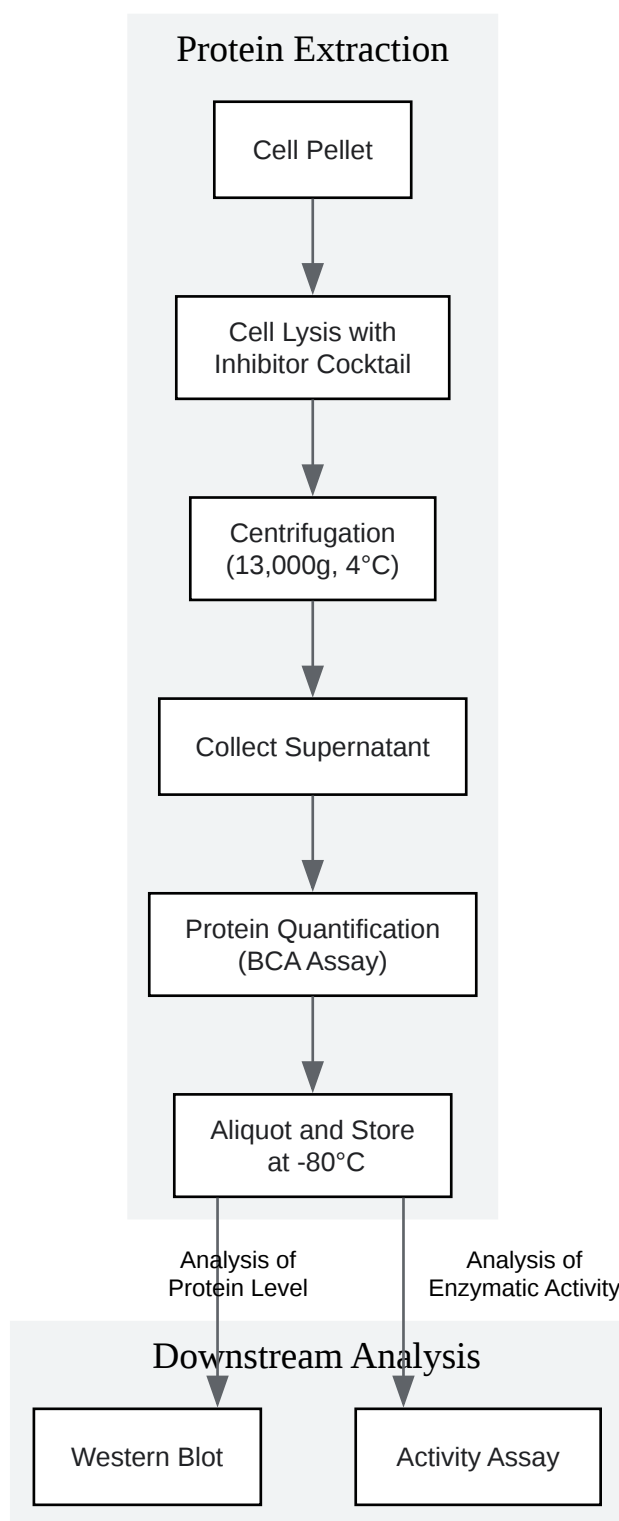 Protein Extraction
Cell Pellet
Cell Lysis with
Inhibitor Cocktail
Centrifugation
(13,000g, 4°C)
Collect Supernatant
Protein Quantification
(BCA Assay)
Aliquot and Store
at -80°C
Analysis of
Protein Level
Analysis of
Enzymatic Activity
Downstream Analysis
Western Blot
Activity Assay